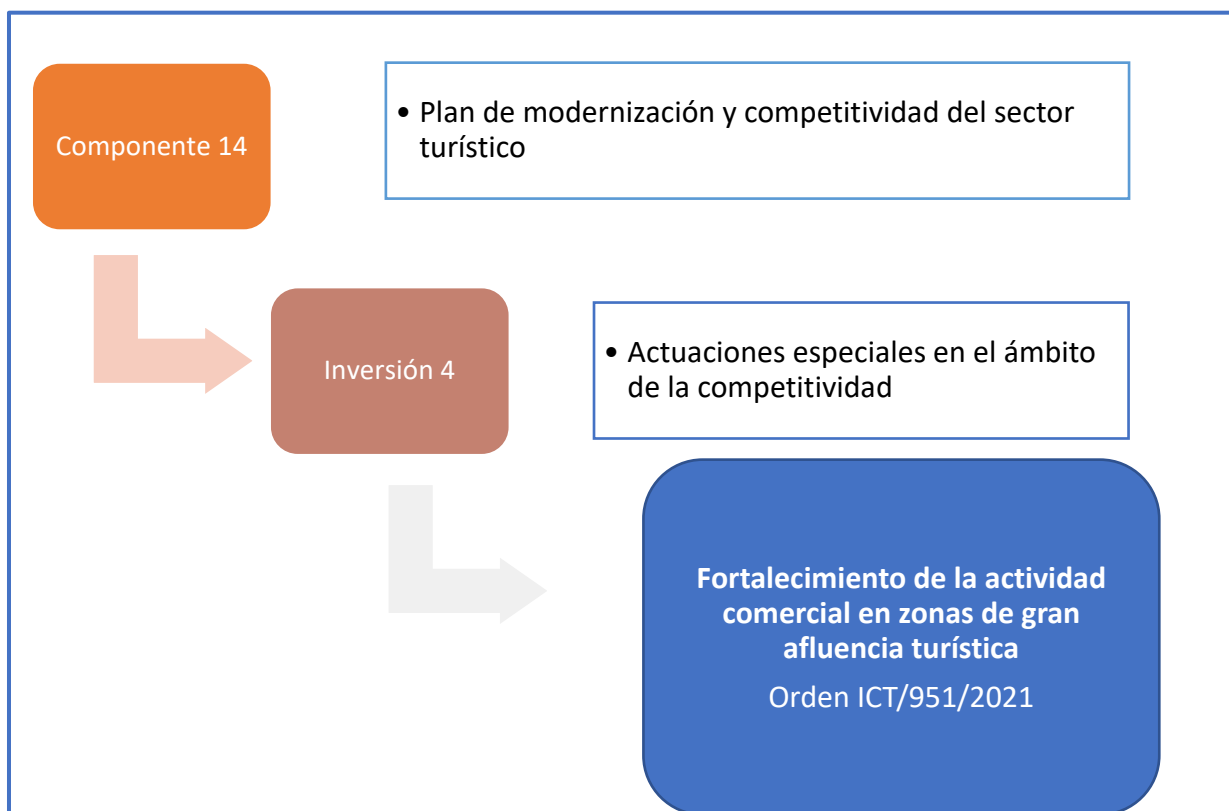 Componente 14
• Plan de modernización y competitividad del sector
turístico
Inversión 4
• Actuaciones especiales en el ámbito
de la competitividad
Fortalecimiento de la actividad
comercial en zonas de gran
afluencia turística
Orden ICT/951/2021